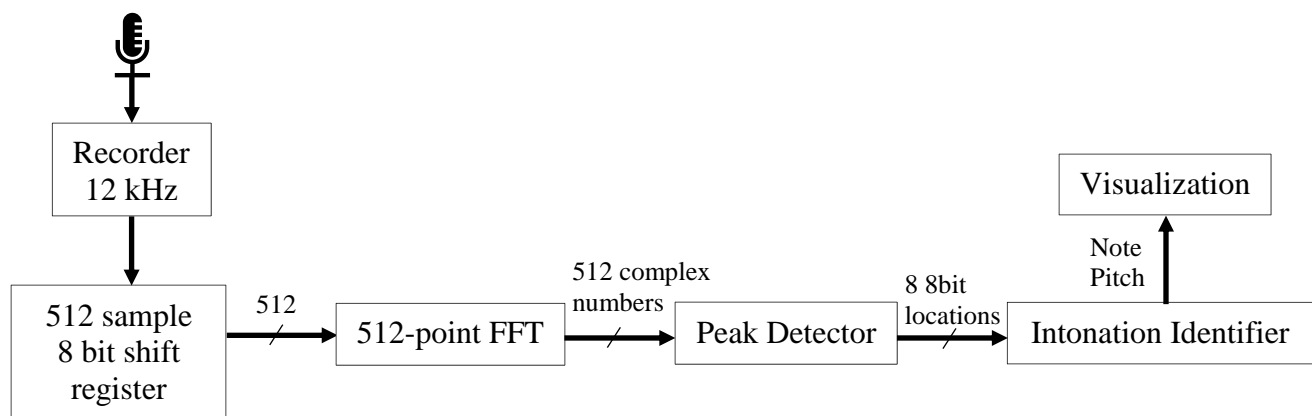 Recorder
12 kHz
512 sample
8 bit shift
register
512
512-point FFT
512 complex
numbers
Peak Detector
8 8bit
locations
Intonation Identifier
Note
Pitch
Visualization